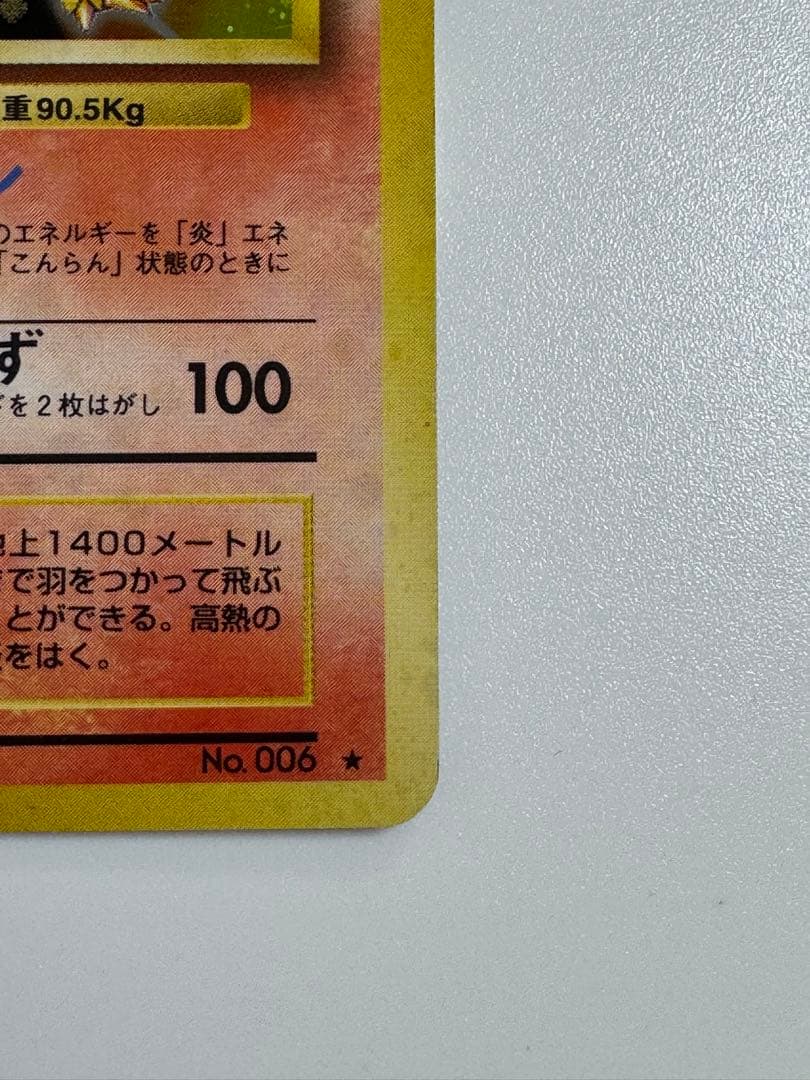 重90.5Kg
のエネルギーを「炎」エネ
「こんらん」状態のときに
ず
を2枚はがし
100
上1400メートル
で羽をつかって飛ぶ
とができる。高熱の
をはく。
No. 006 ★